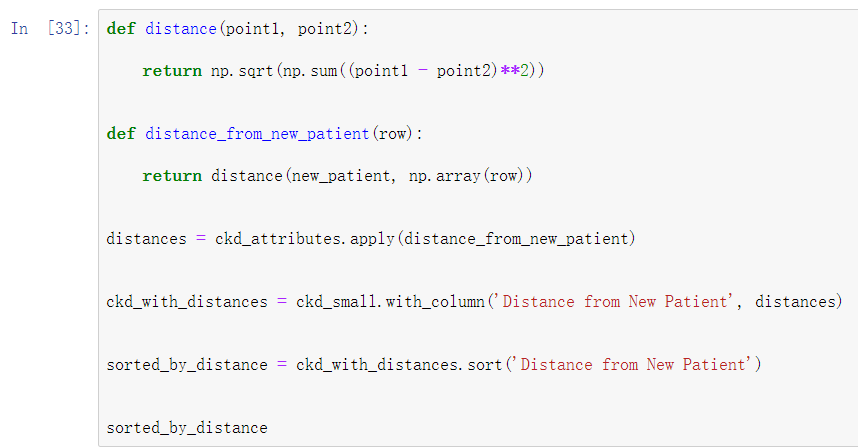 In [33]: def distance(point1, point2):
return np.sqrt(np.sum((point1 - point2)**2))
def distance_from_new_patient(row):
return distance(new_patient, np.array(row))
distances = ckd_attributes.apply(distance_from_new_patient)
ckd_with_distances = ckd_small.with_column('Distance from New Patient', distances)
sorted_by_distance = ckd_with_distances.sort('Distance from New Patient')
sorted_by_distance